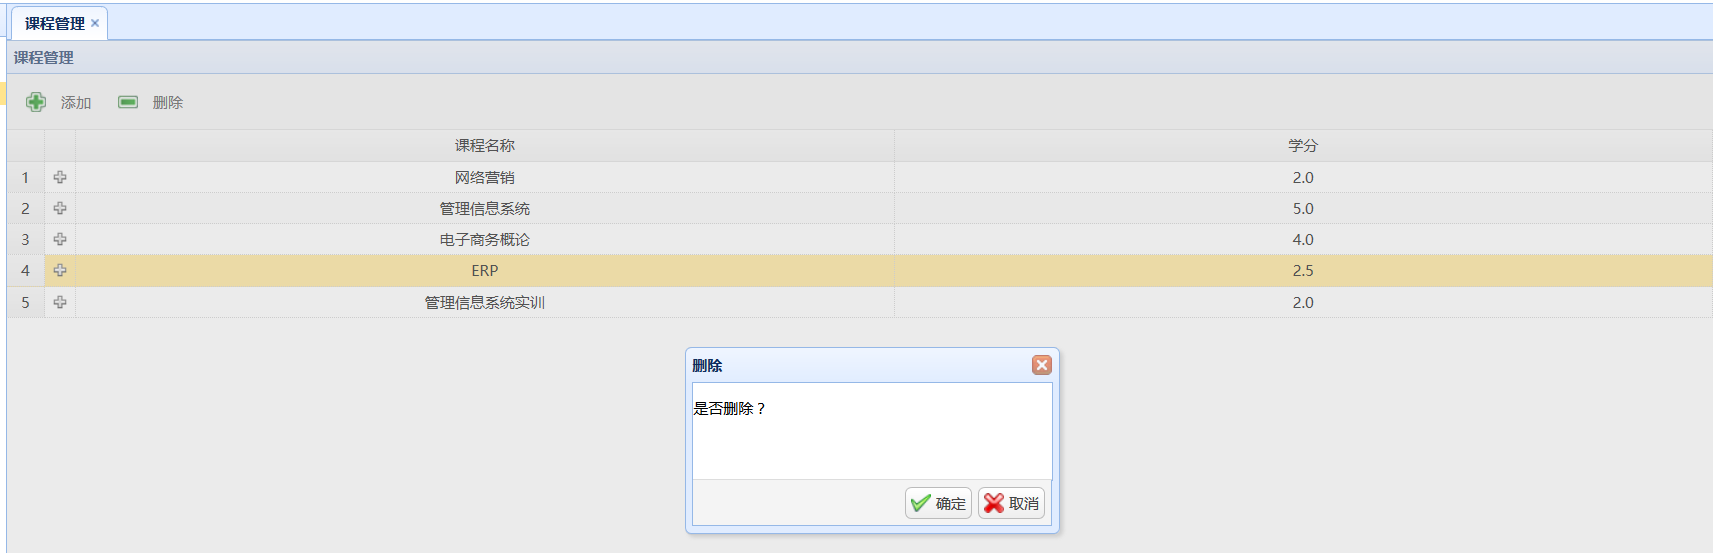 课程管理
课程管理
添加 删除
课程名称 学分
1 网络营销 2.0
2 管理信息系统 5.0
3 电子商务概论 4.0
4 ERP 2.5
5 管理信息系统实训 2.0
删除
是否删除？
确定 取消